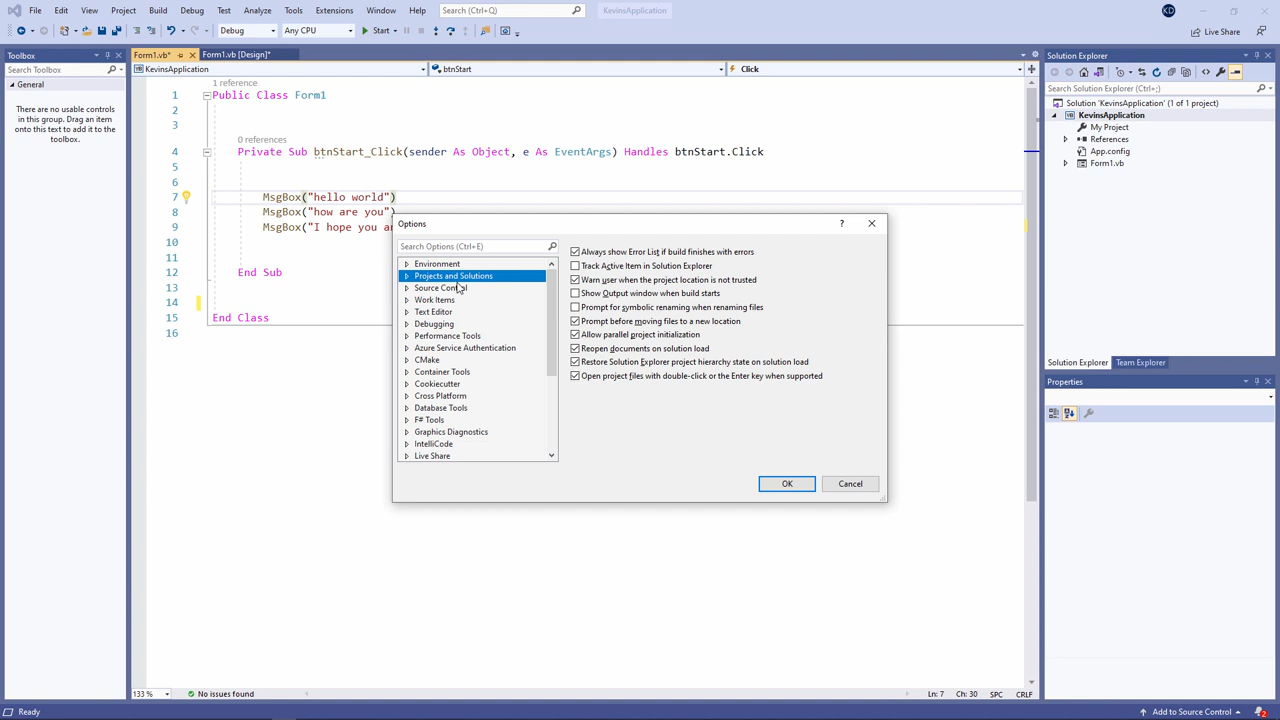 File Edit View Project Build Debug Test Analyze Tools Extensions Window Help Search (Ctrl+Q) KevinsApplication KD
Debug Any CPU Start Live Share
Toolbox
Search Toolbox
General
There are no usable controls
in this group. Drag an item
onto this text to add it to the
toolbox.
Form1.vb* Form1.vb [Design]*
KevinsApplication btnStart Click
1 reference
1 Public Class Form1
2
3
0 references
4 Private Sub btnStart_Click(sender As Object, e As EventArgs) Handles btnStart.Click
5
6
7 MsgBox("hello world")
8 MsgBox("how are you")
9 MsgBox("I hope you ar
10
11
12 End Sub
13
14
15 End Class
16
Options
Search Options (Ctrl+E)
Environment
Projects and Solutions
Source Control
Work Items
Text Editor
Debugging
Performance Tools
Azure Service Authentication
CMake
Container Tools
Cookiecutter
Cross Platform
Database Tools
F# Tools
Graphics Diagnostics
IntelliCode
Live Share
Always show Error List if build finishes with errors
Track Active Item in Solution Explorer
Warn user when the project location is not trusted
Show Output window when build starts
Prompt for symbolic renaming when renaming files
Prompt before moving files to a new location
Allow parallel project initialization
Reopen documents on solution load
Restore Solution Explorer project hierarchy state on solution load
Open project files with double-click or the Enter key when supported
OK Cancel
Solution Explorer
Search Solution Explorer (Ctrl+;)
Solution 'KevinsApplication' (1 of 1 project)
KevinsApplication
My Project
References
App.config
Form1.vb
Solution Explorer Team Explorer
Properties
133 % No issues found Ln: 7 Ch: 30 SPC CRLF
Ready Add to Source Control 2